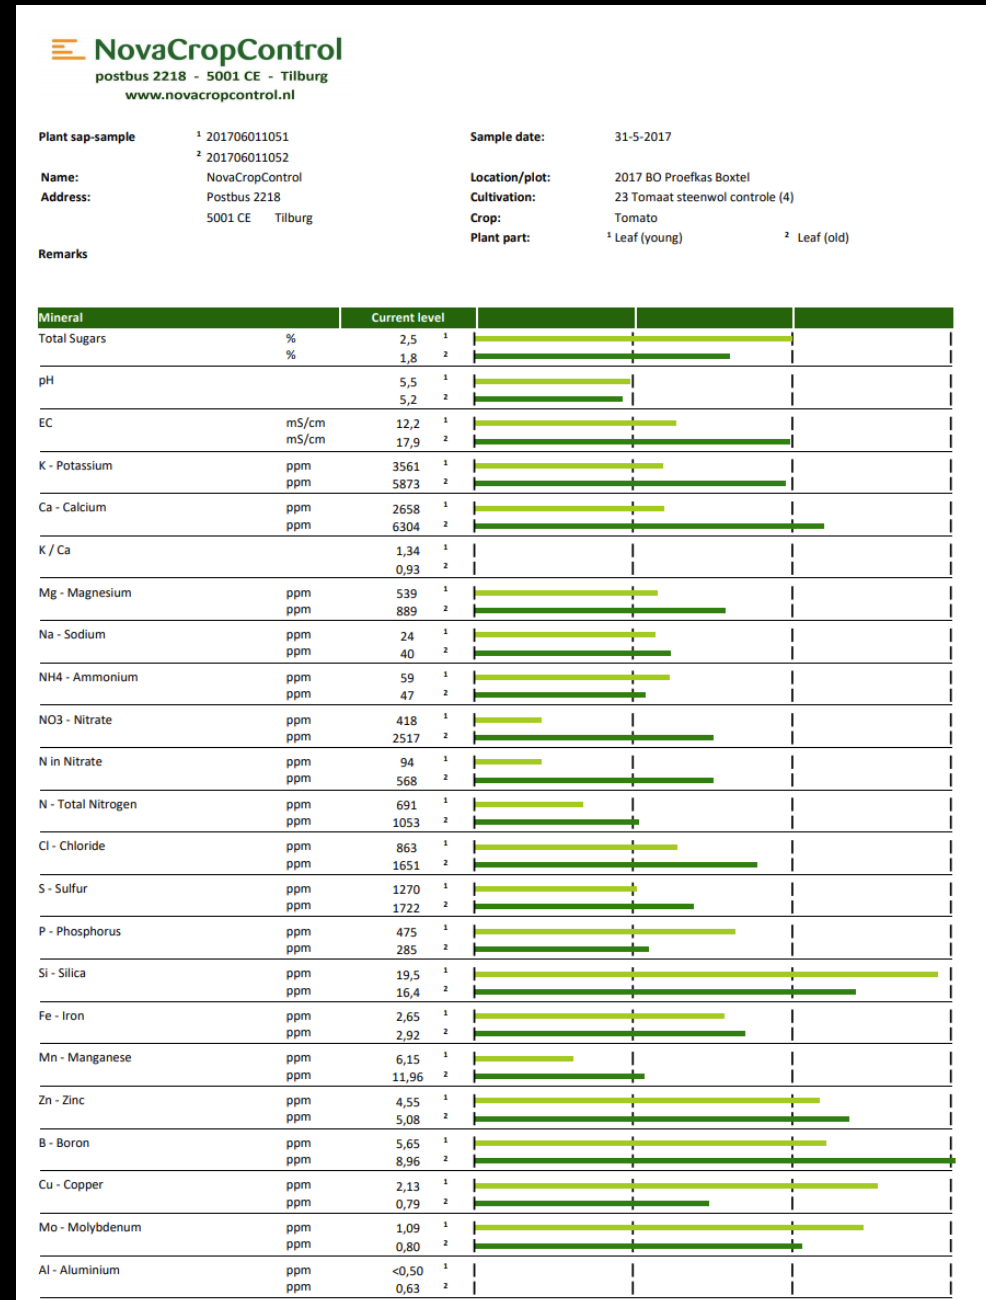 NovaCropControl
postbus 2218 - 5001 CE - Tilburg
www.novacropcontrol.nl
Plant sap-sample ¹ 201706011051 Sample date: 31-5-2017
² 201706011052
Name: NovaCropControl Location/plot: 2017 BO Proefkas Boxtel
Address: Postbus 2218 Cultivation: 23 Tomaat steenwol controle (4)
5001 CE Tilburg Crop: Tomato
Plant part: ¹ Leaf (young) ² Leaf (old)
Remarks
Mineral Current level
Total Sugars % 2,5 ¹
% 1,8 ²
pH 5,5 ¹
5,2 ²
EC mS/cm 12,2 ¹
mS/cm 17,9 ²
K - Potassium ppm 3561 ¹
ppm 5873 ²
Ca - Calcium ppm 2658 ¹
ppm 6304 ²
K / Ca 1,34 ¹
0,93 ²
Mg - Magnesium ppm 539 ¹
ppm 889 ²
Na - Sodium ppm 24 ¹
ppm 40 ²
NH4 - Ammonium ppm 59 ¹
ppm 47 ²
NO3 - Nitrate ppm 418 ¹
ppm 2517 ²
N in Nitrate ppm 94 ¹
ppm 568 ²
N - Total Nitrogen ppm 691 ¹
ppm 1053 ²
Cl - Chloride ppm 863 ¹
ppm 1651 ²
S - Sulfur ppm 1270 ¹
ppm 1722 ²
P - Phosphorus ppm 475 ¹
ppm 285 ²
Si - Silica ppm 19,5 ¹
ppm 16,4 ²
Fe - Iron ppm 2,65 ¹
ppm 2,92 ²
Mn - Manganese ppm 6,15 ¹
ppm 11,96 ²
Zn - Zinc ppm 4,55 ¹
ppm 5,08 ²
B - Boron ppm 5,65 ¹
ppm 8,96 ²
Cu - Copper ppm 2,13 ¹
ppm 0,79 ²
Mo - Molybdenum ppm 1,09 ¹
ppm 0,80 ²
Al - Aluminium ppm <0,50 ¹
ppm 0,63 ²